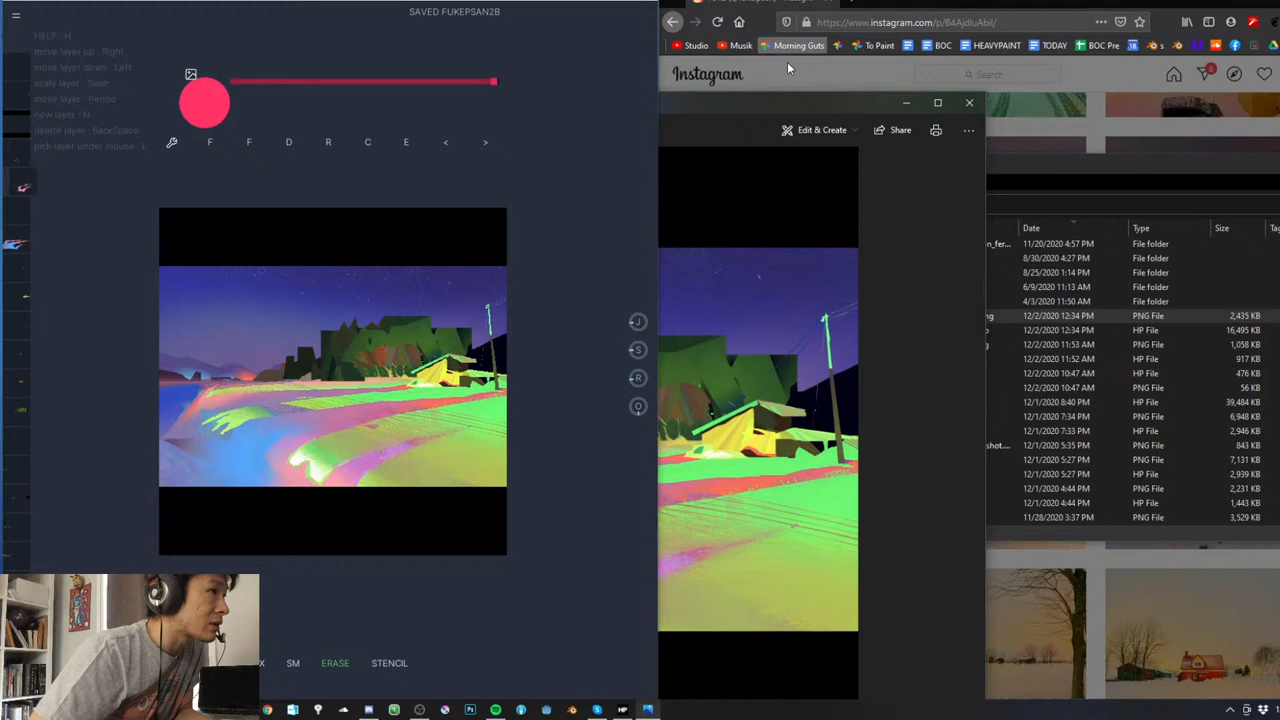 SAVED FUKEPSAN2B
HELP : H
move layer up : Right
move layer down : Left
scale layer : Slash
move layer : Period
new layer : N
delete layer : BackSpace
pick layer under mouse : L
F F D R C E < >
J
S
R
O
X SM ERASE STENCIL
https://www.instagram.com/p/B4AjdluAbil/
Studio Musik Morning Guts To Paint BOC HEAVYPAINT TODAY BOC Pre
Instagram
Search
8
Edit & Create Share
Date Type Size
11/20/2020 4:57 PM File folder
8/30/2020 4:27 PM File folder
8/25/2020 1:14 PM File folder
6/9/2020 11:13 AM File folder
4/3/2020 11:50 AM File folder
12/2/2020 12:34 PM PNG File 2,435 KB
12/2/2020 12:34 PM HP File 16,495 KB
12/2/2020 11:53 AM PNG File 1,058 KB
12/2/2020 11:52 AM HP File 917 KB
12/2/2020 10:47 AM HP File 476 KB
12/2/2020 10:47 AM PNG File 56 KB
12/1/2020 8:40 PM HP File 39,484 KB
12/1/2020 7:34 PM PNG File 6,948 KB
12/1/2020 7:33 PM HP File 2,946 KB
shot.... 12/1/2020 5:35 PM PNG File 843 KB
12/1/2020 5:27 PM PNG File 7,131 KB
12/1/2020 5:27 PM HP File 2,939 KB
12/1/2020 4:44 PM PNG File 2,231 KB
12/1/2020 4:44 PM HP File 1,443 KB
11/28/2020 3:37 PM PNG File 3,529 KB